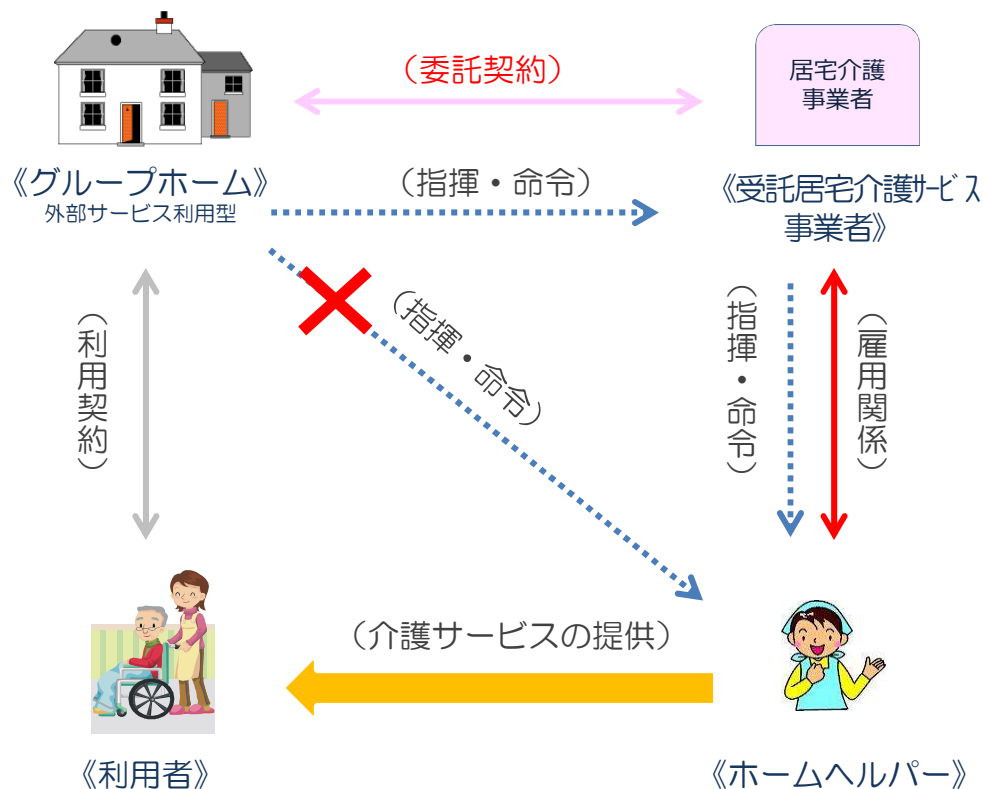 （委託契約）
居宅介護
事業者
《グループホーム》
外部サービス利用型
（指揮・命令）
《受託居宅介護サービス
事業者》
（利用契約）
（指揮・命令）
（指揮・命令）
（雇用関係）
（介護サービスの提供）
《利用者》
《ホームヘルパー》